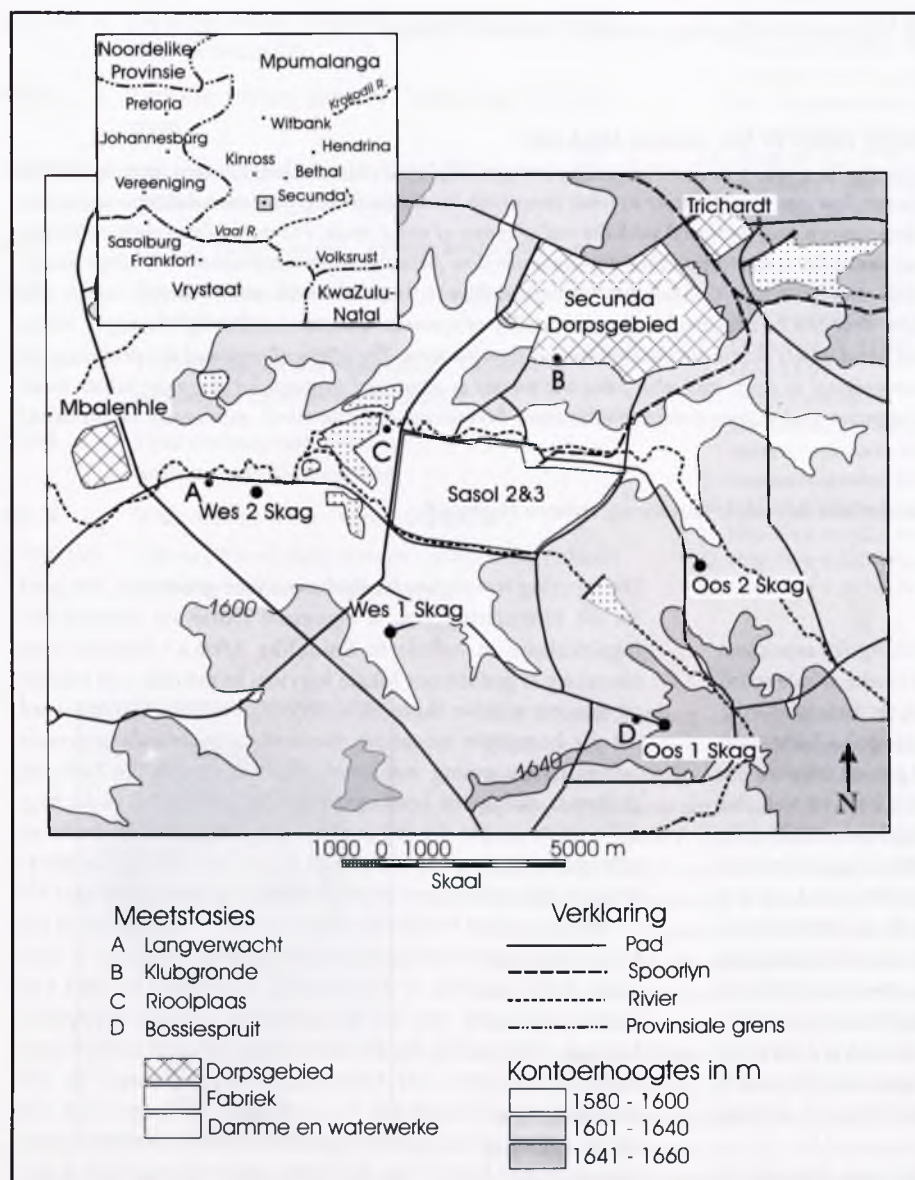 Noordelike
Provinsie
Mpumalanga
Pretoria
Krokodil R.
Witbank
Johannesburg
Hendrina
Kinross
Bethal
Vereeniging
Secunda
Trichardt
Sasolburg
Vaal R.
Frankfort
Volksrust
Vrystaat
KwaZulu-
Natal
Secunda
Dorpsgebied
B
Mbalenhle
C
A
Wes 2 Skag
Sasol 2&3
Oos 2 Skag
1600
Wes 1 Skag
D
Oos 1 Skag
1640
N
1000 0 1000 5000 m
Skaal
Meetstasies
A Langverwacht
B Klubgronde
C Rioolplaas
D Bossiespruit
Dorpsgebied
Fabriek
Damme en waterwerke
Verklaring
Pad
Spoorlyn
Rivier
Provinsiale grens
Kontoerhoogtes in m
1580 - 1600
1601 - 1640
1641 - 1660